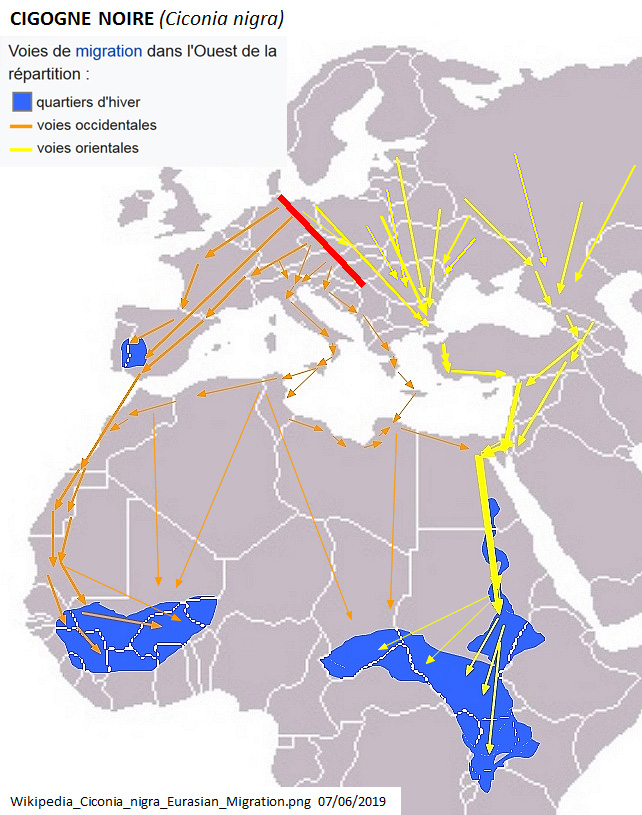 CIGOGNE NOIRE (Ciconia nigra)
Voies de migration dans l'Ouest de la
répartition :
quartiers d'hiver
voies occidentales
voies orientales
Wikipedia_Ciconia_nigra_Eurasian_Migration.png 07/06/2019